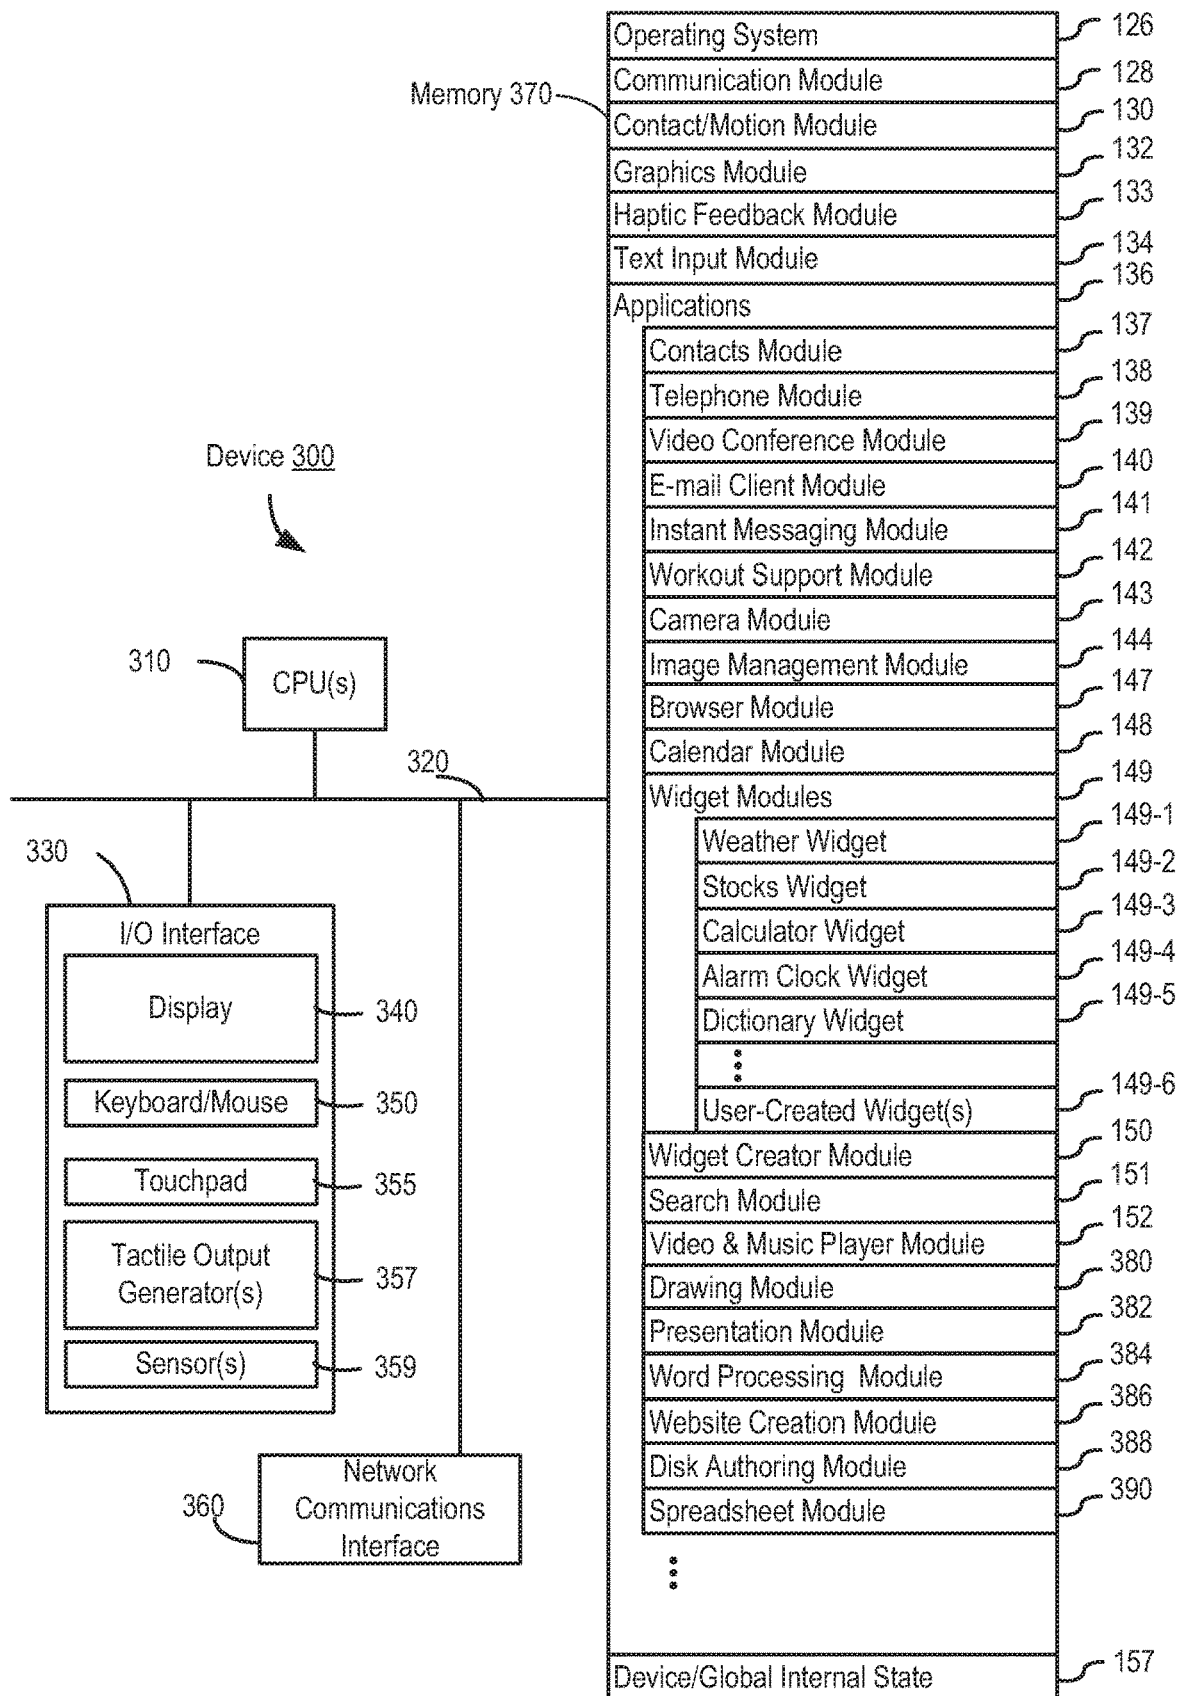 Operating System 126
Communication Module 128
Memory 370
Contact/Motion Module 130
Graphics Module 132
Haptic Feedback Module 133
Text Input Module 134
Applications 136
Contacts Module 137
Telephone Module 138
Video Conference Module 139
E-mail Client Module 140
Instant Messaging Module 141
Workout Support Module 142
Camera Module 143
Image Management Module 144
Browser Module 147
Calendar Module 148
Widget Modules 149
Weather Widget 149-1
Stocks Widget 149-2
Calculator Widget 149-3
Alarm Clock Widget 149-4
Dictionary Widget 149-5
User-Created Widget(s) 149-6
Widget Creator Module 150
Search Module 151
Video & Music Player Module 152
Drawing Module 380
Presentation Module 382
Word Processing Module 384
Website Creation Module 386
Disk Authoring Module 388
Spreadsheet Module 390
Device/Global Internal State 157
Device 300
310
CPU(s)
320
330
I/O Interface
Display 340
Keyboard/Mouse 350
Touchpad 355
Tactile Output
Generator(s) 357
Sensor(s) 359
360
Network
Communications
Interface